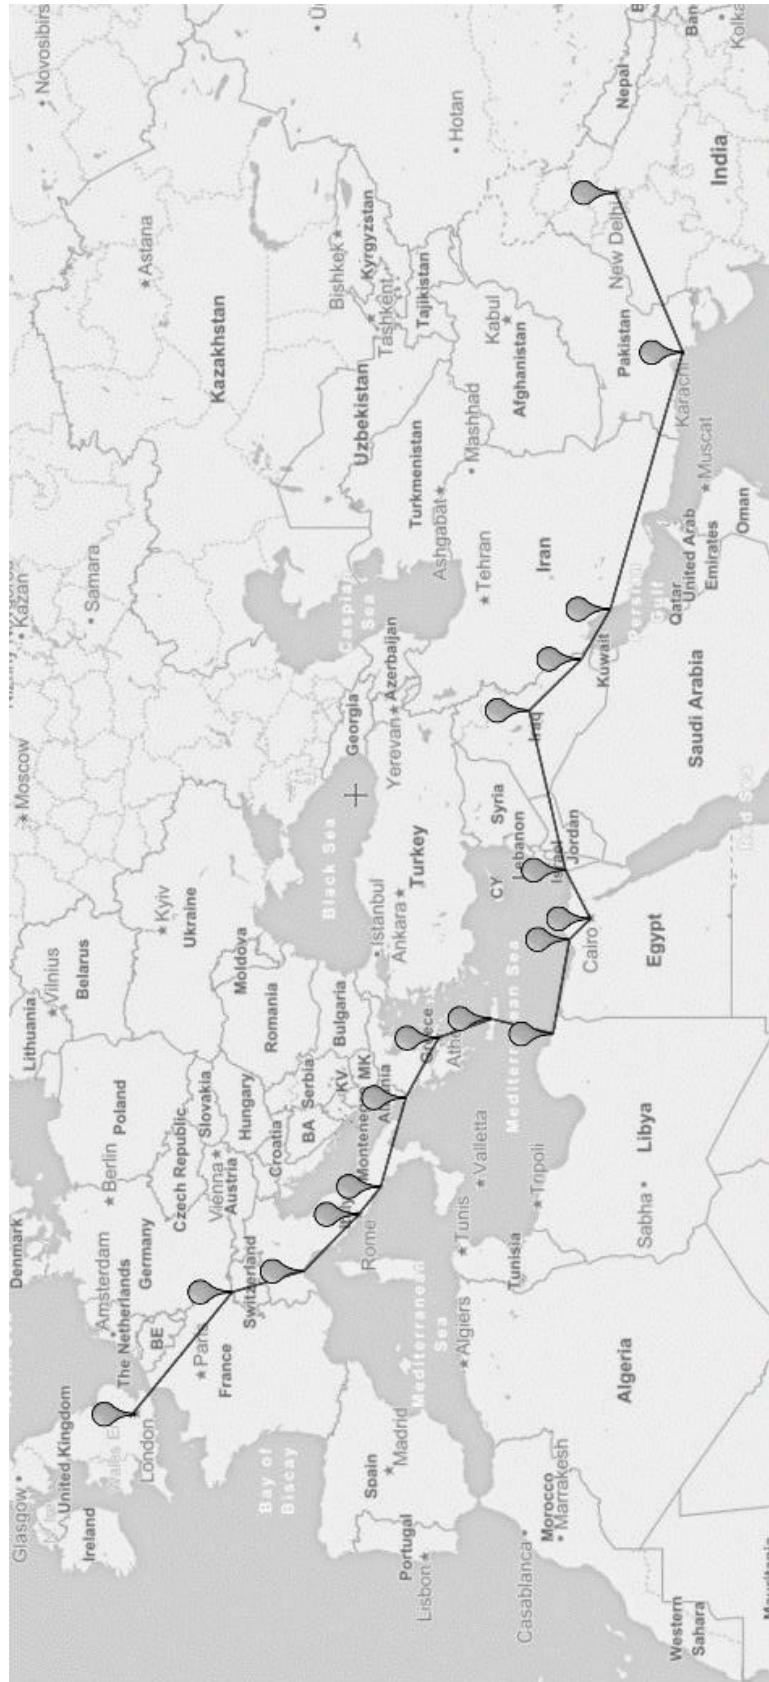 Glasgow
United Kingdom
Ireland
London
Amsterdam
The Netherlands
BE
Denmark
Germany
Berlin
Paris
France
Switzerland
Bay of
Biscay
Spain
Madrid
Portugal
Lisbon
Casablanca
Morocco
Marrakesh
Western
Sahara
Algiers
Algeria
Mediterranean
Sea
Tunis
Tunisia
Valletta
Tripoli
Sabha
Libya
Rome
Lithuania
Vilnius
Belarus
Poland
Czech Republic
Slovakia
Vienna
Austria
Hungary
Croatia
BA
Serbia
KV
MK
Romania
Moldova
Bulgaria
Kyiv
Ukraine
Black Sea
Istanbul
Ankara
Turkey
Mediterranean Sea
CY
Lebanon
Syria
Israel
Jordan
Cairo
Egypt
Moscow
Kazan
Samara
Georgia
Yerevan
Azerbaijan
Caspian
Sea
Iraq
Kuwait
Saudi Arabia
Red Sea
Persian
Gulf
Qatar
United Arab
Emirates
Oman
Muscat
Tehran
Iran
Ashgabat
Turkmenistan
Mashhad
Uzbekistan
Kazakhstan
Astana
Novosibirs
Bishkek
Kyrgyzstan
Tashkent
Tajikistan
Kabul
Afghanistan
Pakistan
Karachi
New Delhi
India
Nepal
Hotan